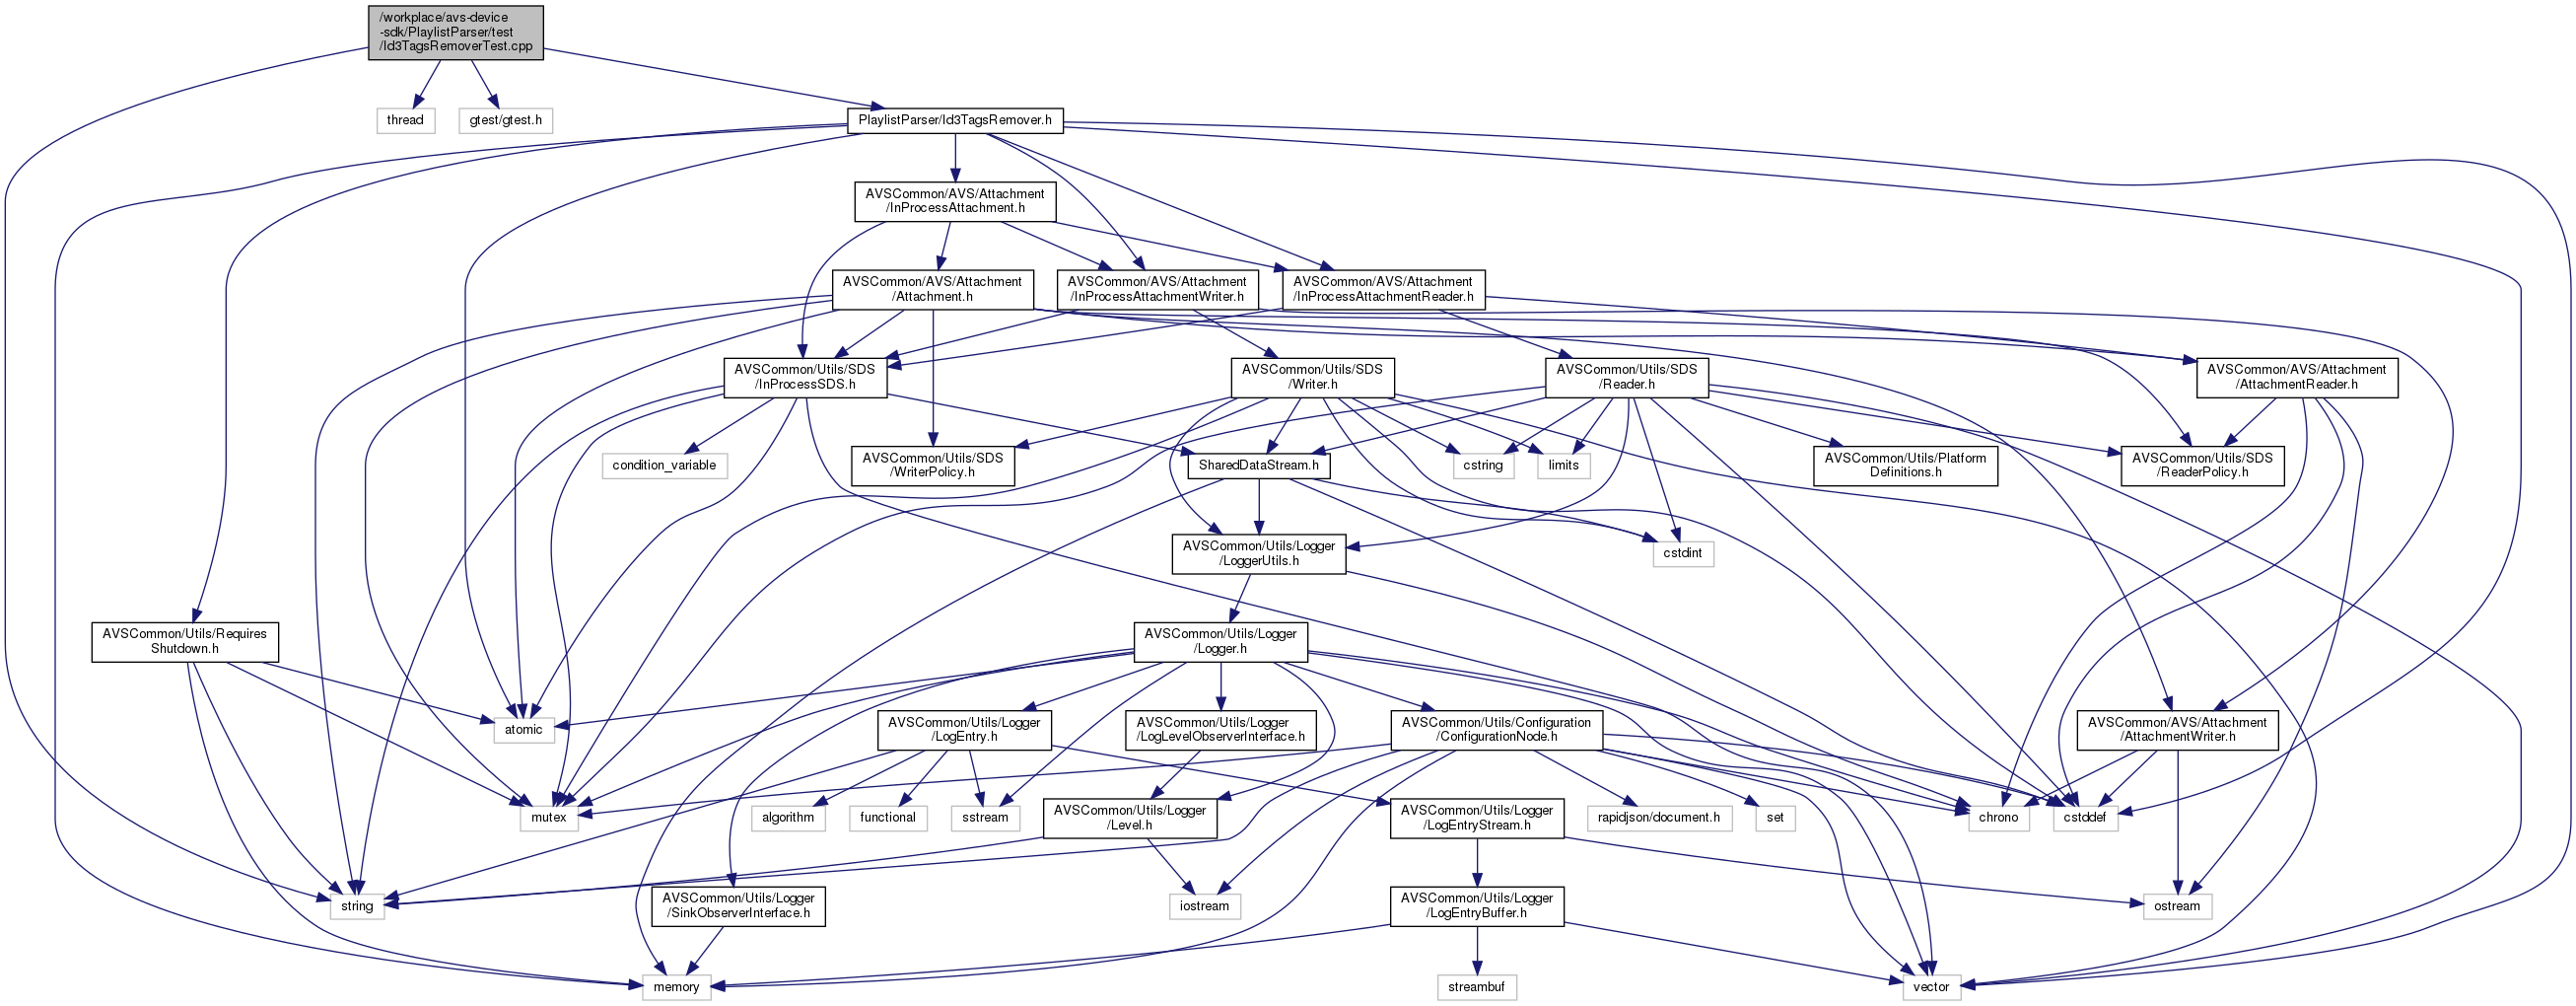 /workplace/avs-device
-sdk/PlaylistParser/test
/Id3TagsRemoverTest.cpp
thread
gtest/gtest.h
PlaylistParser/Id3TagsRemover.h
AVSCommon/AVS/Attachment
/InProcessAttachment.h
AVSCommon/AVS/Attachment
/Attachment.h
AVSCommon/AVS/Attachment
/InProcessAttachmentWriter.h
AVSCommon/AVS/Attachment
/InProcessAttachmentReader.h
AVSCommon/Utils/SDS
/InProcessSDS.h
AVSCommon/Utils/SDS
/Writer.h
AVSCommon/Utils/SDS
/Reader.h
AVSCommon/AVS/Attachment
/AttachmentReader.h
condition_variable
AVSCommon/Utils/SDS
/WriterPolicy.h
SharedDataStream.h
cstring
limits
AVSCommon/Utils/Platform
Definitions.h
AVSCommon/Utils/SDS
/ReaderPolicy.h
AVSCommon/Utils/Logger
/LoggerUtils.h
cstdint
AVSCommon/Utils/Requires
Shutdown.h
AVSCommon/Utils/Logger
/Logger.h
atomic
AVSCommon/Utils/Logger
/LogEntry.h
AVSCommon/Utils/Logger
/LogLevelObserverInterface.h
AVSCommon/Utils/Configuration
/ConfigurationNode.h
AVSCommon/AVS/Attachment
/AttachmentWriter.h
mutex
algorithm
functional
sstream
AVSCommon/Utils/Logger
/Level.h
AVSCommon/Utils/Logger
/LogEntryStream.h
rapidjson/document.h
set
chrono
cstddef
string
AVSCommon/Utils/Logger
/SinkObserverInterface.h
iostream
AVSCommon/Utils/Logger
/LogEntryBuffer.h
ostream
memory
streambuf
vector